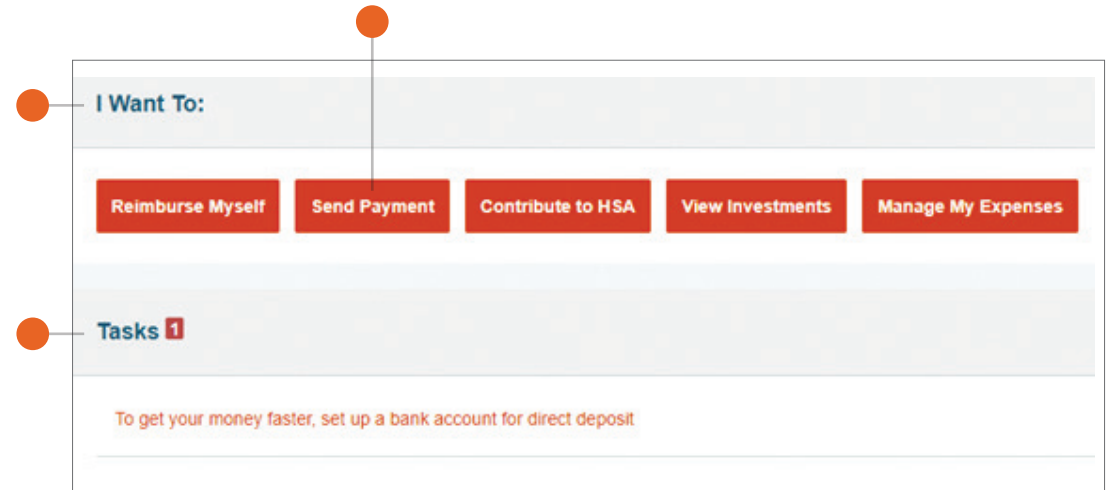 I Want To:
Reimburse Myself Send Payment Contribute to HSA View Investments Manage My Expenses
Tasks 1
To get your money faster, set up a bank account for direct deposit